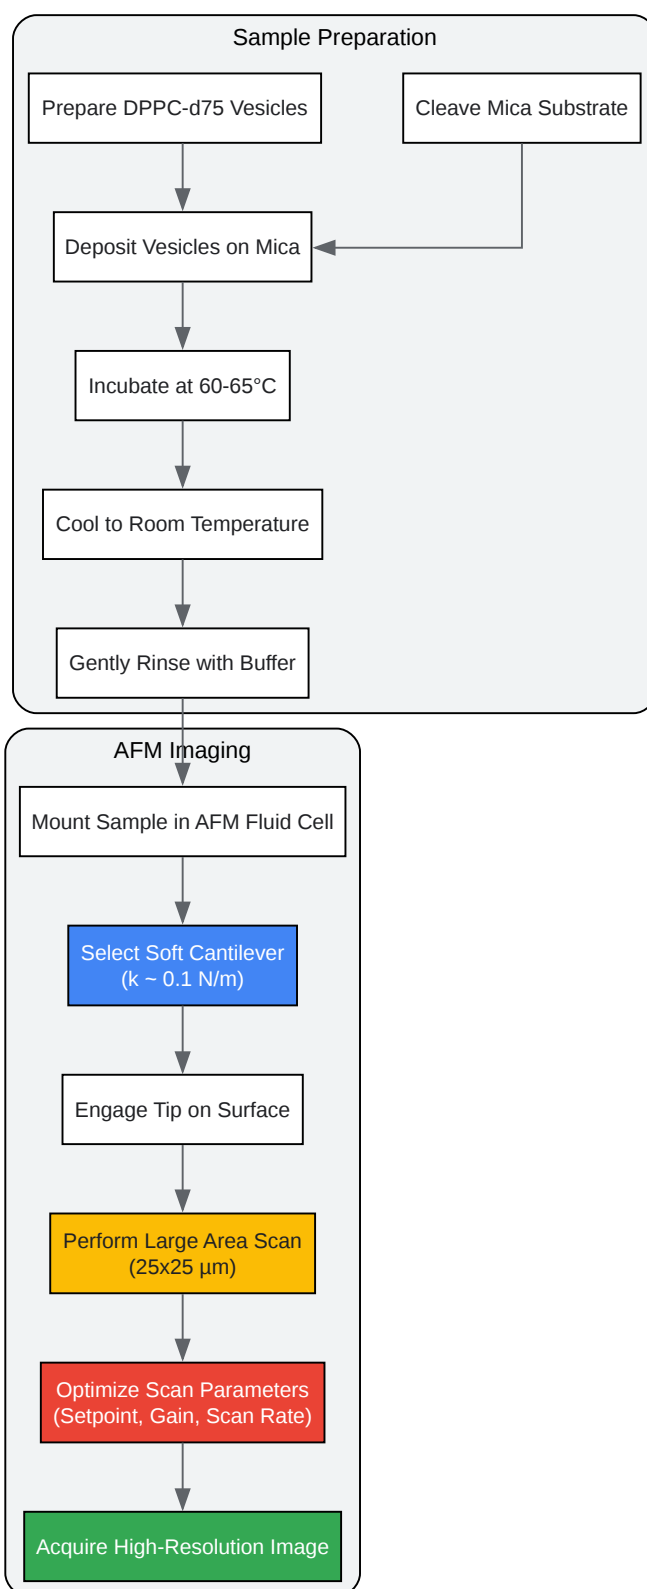 Sample Preparation
Prepare DPPC-d75 Vesicles
Cleave Mica Substrate
Deposit Vesicles on Mica
Incubate at 60-65°C
Cool to Room Temperature
Gently Rinse with Buffer
AFM Imaging
Mount Sample in AFM Fluid Cell
Select Soft Cantilever
(k ~ 0.1 N/m)
Engage Tip on Surface
Perform Large Area Scan
(25x25 µm)
Optimize Scan Parameters
(Setpoint, Gain, Scan Rate)
Acquire High-Resolution Image